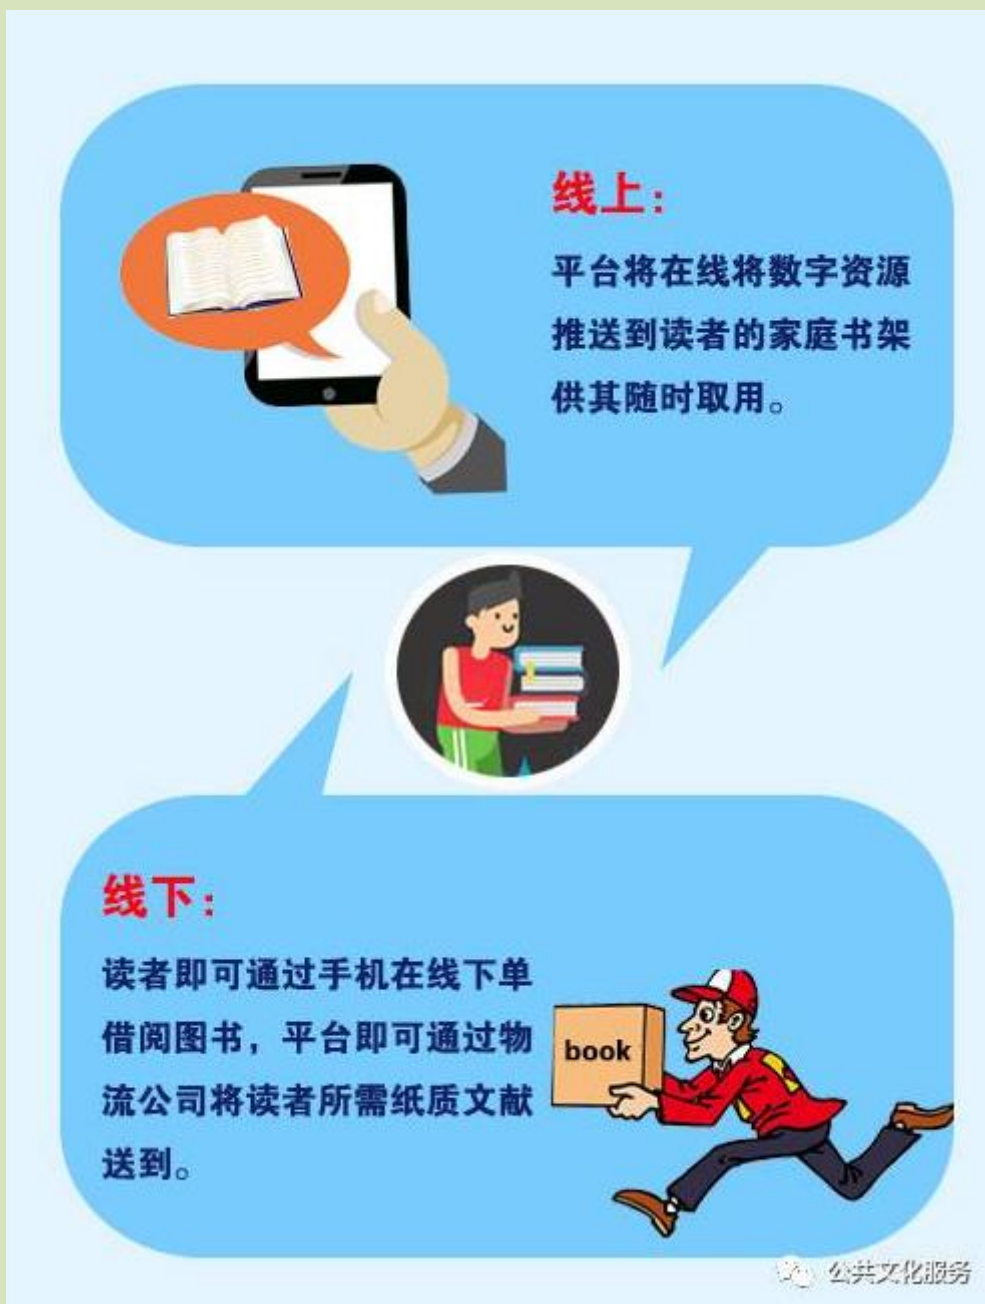 线上：
平台将在线将数字资源
推送到读者的家庭书架
供其随时取用。
线下：
读者即可通过手机在线下单
借阅图书，平台即可通过物
流公司将读者所需纸质文献
送到。
book
公共文化服务